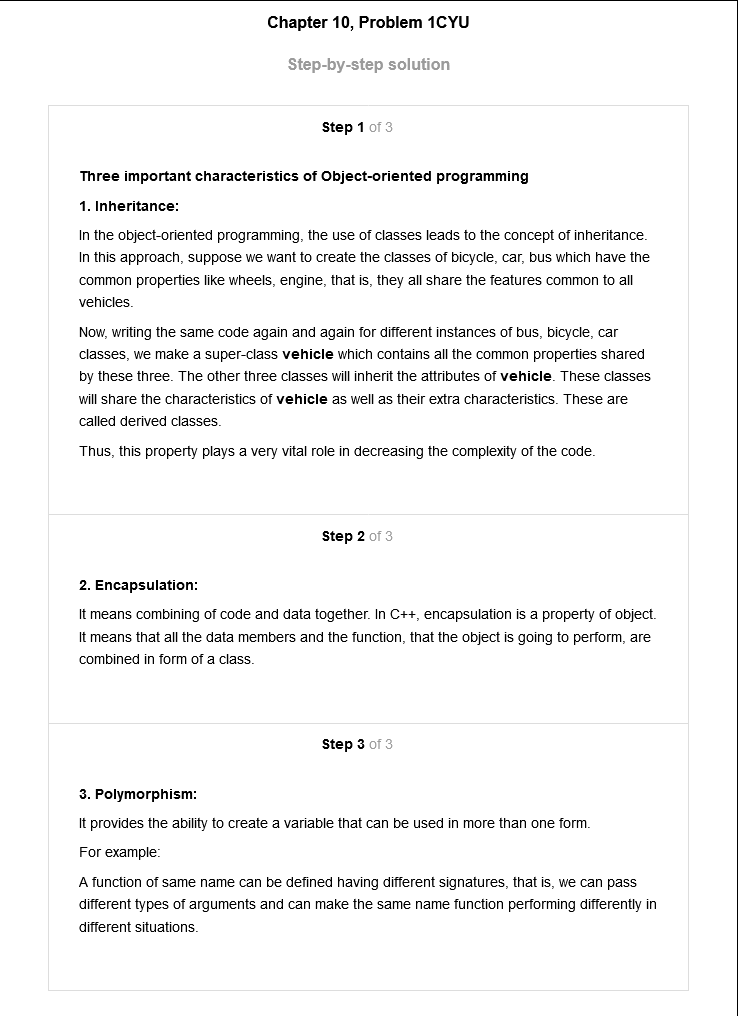 Chapter 10, Problem 1CYU
Step-by-step solution
Step 1 of 3
Three important characteristics of Object-oriented programming
1. Inheritance:
In the object-oriented programming, the use of classes leads to the concept of inheritance.
In this approach, suppose we want to create the classes of bicycle, car, bus which have the
common properties like wheels, engine, that is, they all share the features common to all
vehicles.
Now, writing the same code again and again for different instances of bus, bicycle, car
classes, we make a super-class vehicle which contains all the common properties shared
by these three. The other three classes will inherit the attributes of vehicle. These classes
will share the characteristics of vehicle as well as their extra characteristics. These are
called derived classes.
Thus, this property plays a very vital role in decreasing the complexity of the code.
Step 2 of 3
2. Encapsulation:
It means combining of code and data together. In C++, encapsulation is a property of object.
It means that all the data members and the function, that the object is going to perform, are
combined in form of a class.
Step 3 of 3
3. Polymorphism:
It provides the ability to create a variable that can be used in more than one form.
For example:
A function of same name can be defined having different signatures, that is, we can pass
different types of arguments and can make the same name function performing differently in
different situations.